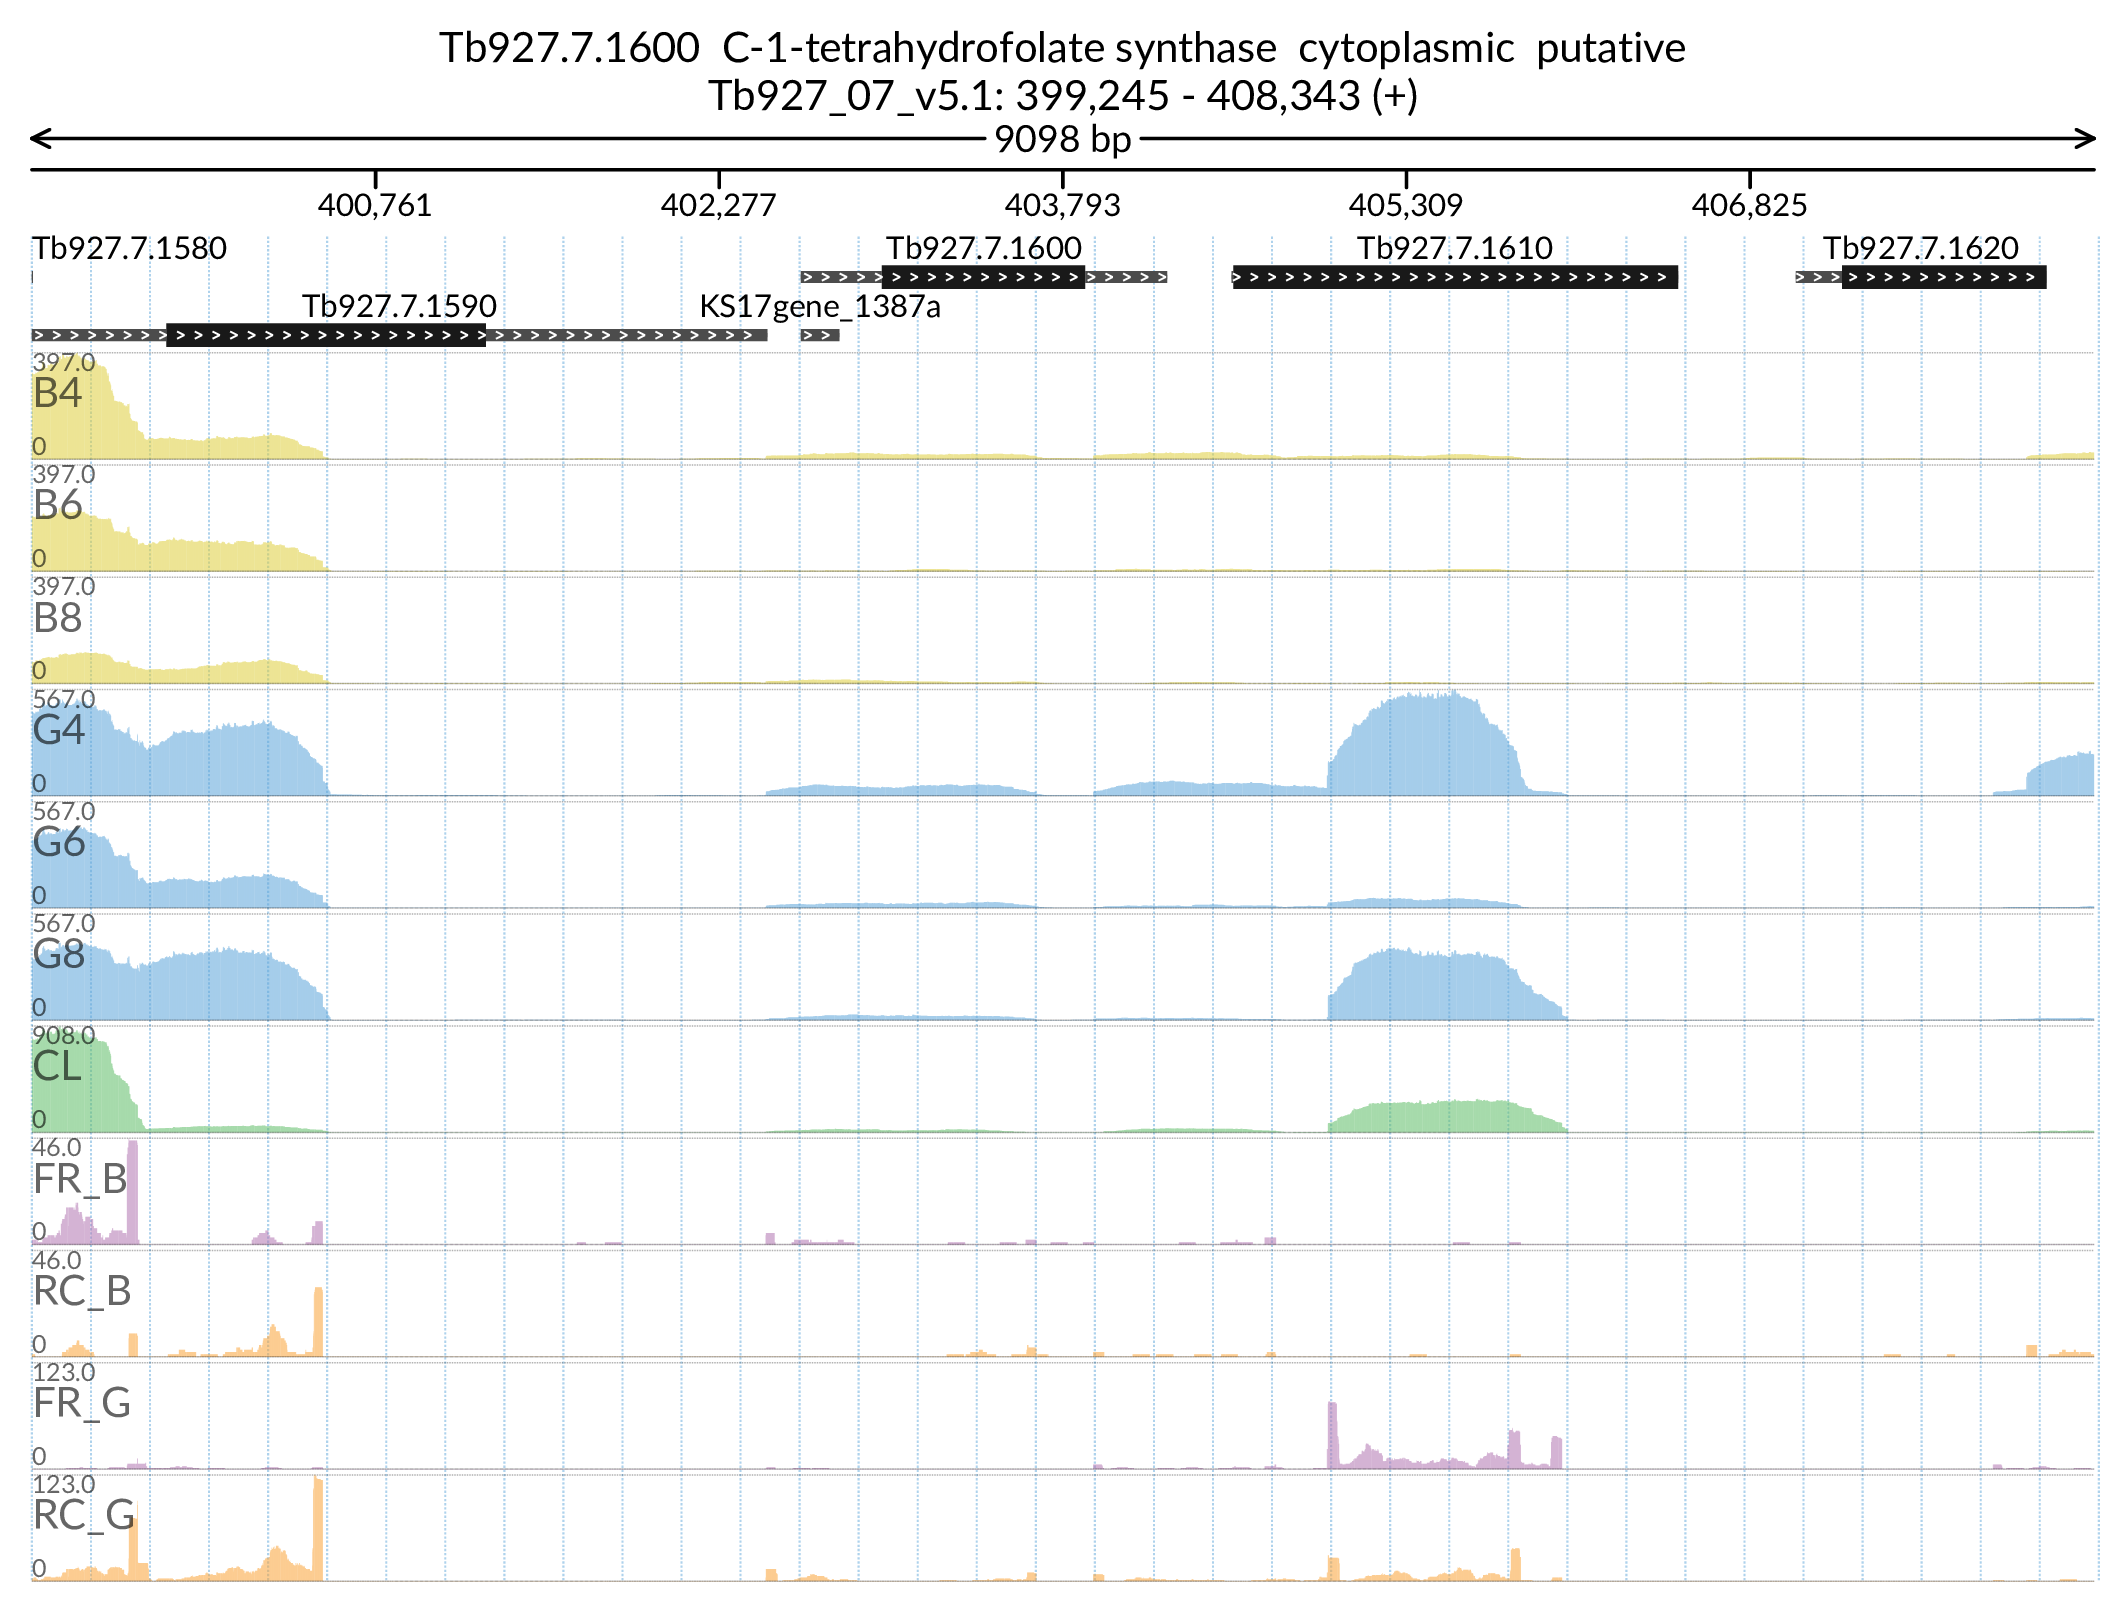 Tb927.7.1600  C-1-tetrahydrofolate synthase  cytoplasmic  putative
Tb927_07_v5.1: 399,245 - 408,343 (+)
9098 bp
400,761 402,277 403,793 405,309 406,825
Tb927.7.1580 Tb927.7.1600 Tb927.7.1610 Tb927.7.1620
Tb927.7.1590 KS17gene_1387a
397.0
B4
0
397.0
B6
0
397.0
B8
0
567.0
G4
0
567.0
G6
0
567.0
G8
0
908.0
CL
0
46.0
FR_B
0
46.0
RC_B
0
123.0
FR_G
0
123.0
RC_G
0